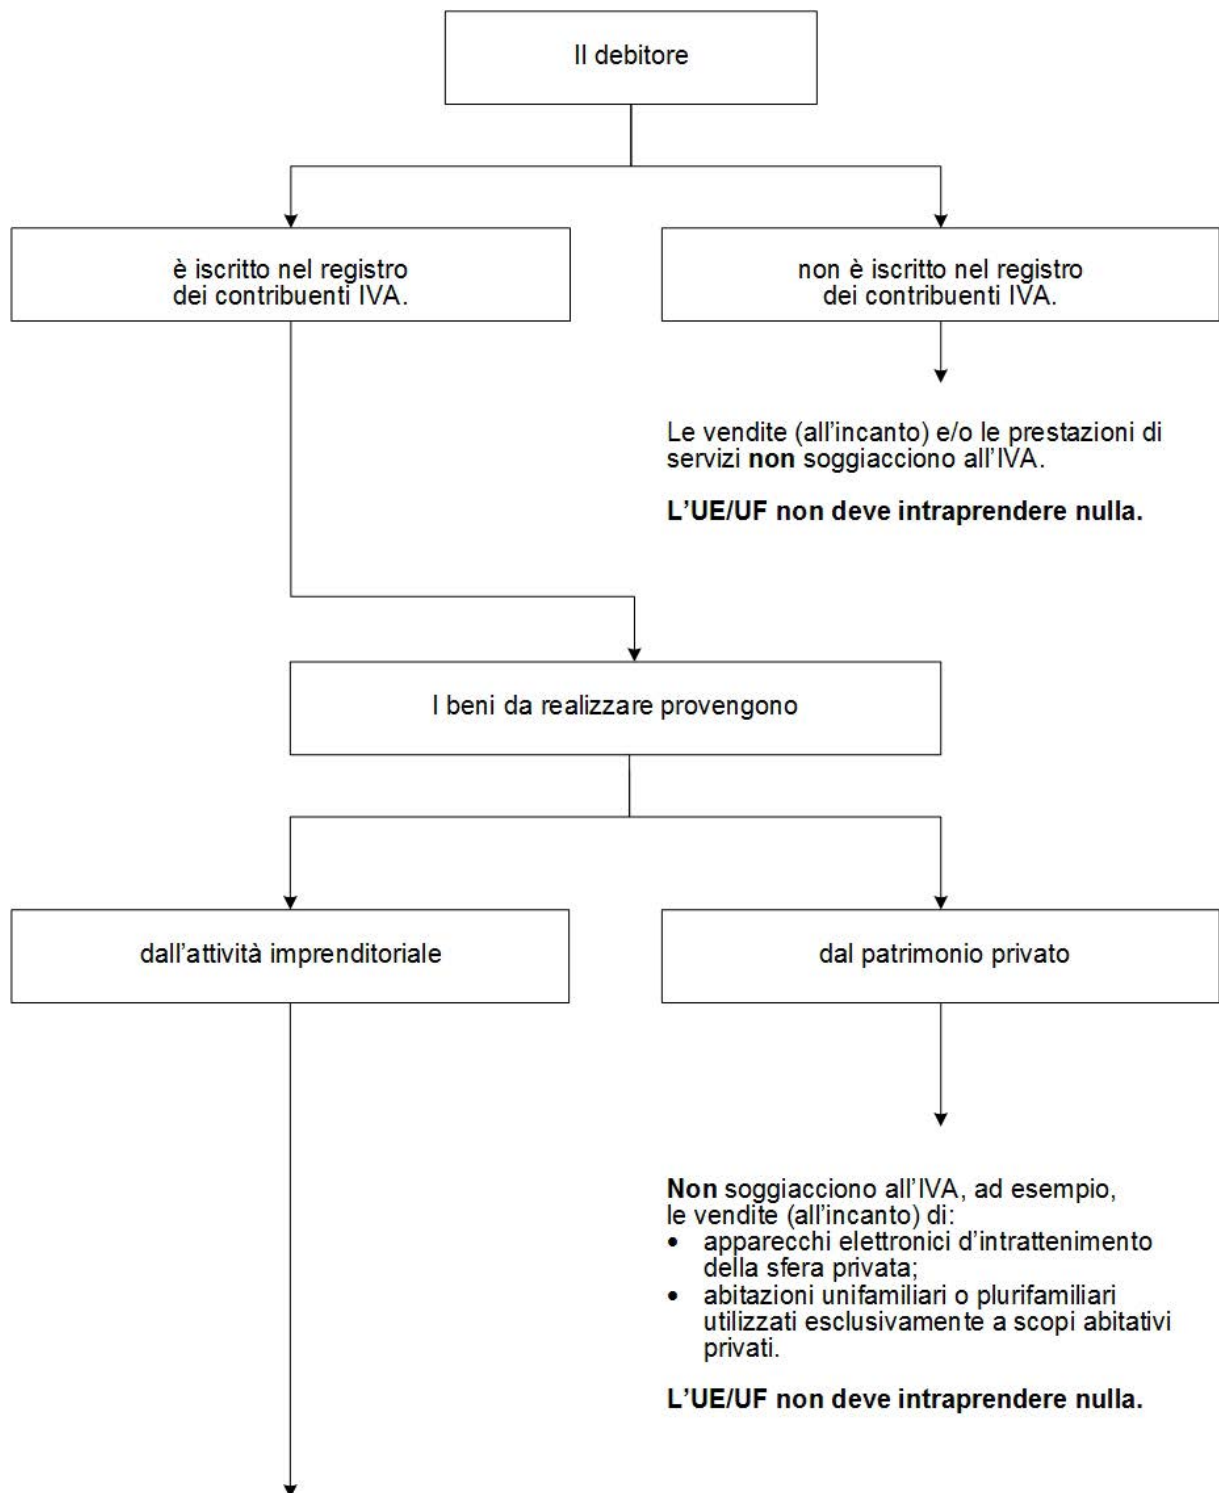 Il debitore
è iscritto nel registro
dei contribuenti IVA.
non è iscritto nel registro
dei contribuenti IVA.
Le vendite (all'incanto) e/o le prestazioni di
servizi non soggiacciono all'IVA.
L'UE/UF non deve intraprendere nulla.
I beni da realizzare provengono
dall'attività imprenditoriale
dal patrimonio privato
Non soggiacciono all'IVA, ad esempio,
le vendite (all'incanto) di:
• apparecchi elettronici d'intrattenimento
della sfera privata;
• abitazioni unifamiliari o plurifamiliari
utilizzati esclusivamente a scopi abitativi
privati.
L'UE/UF non deve intraprendere nulla.